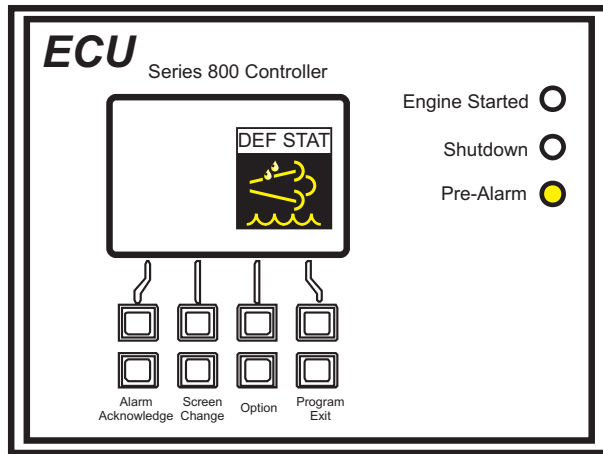 ECU
Series 800 Controller
Engine Started
Shutdown
Pre-Alarm
DEF STAT
Alarm
Acknowledge
Screen
Change
Option
Program
Exit